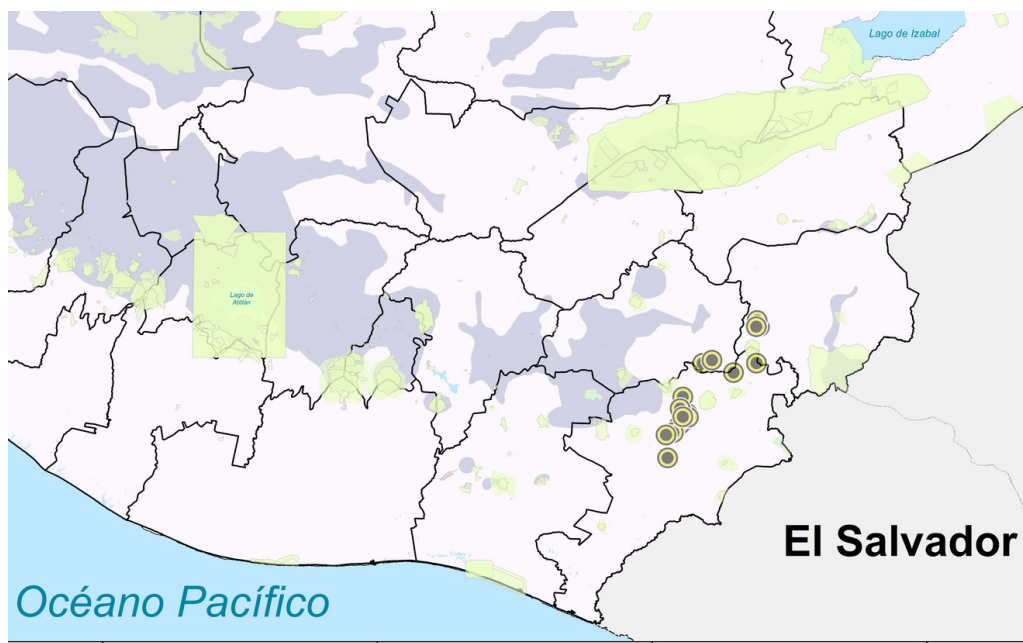 Lago de Izabal
Lago de
Atitlán
El Salvador
Océano Pacífico